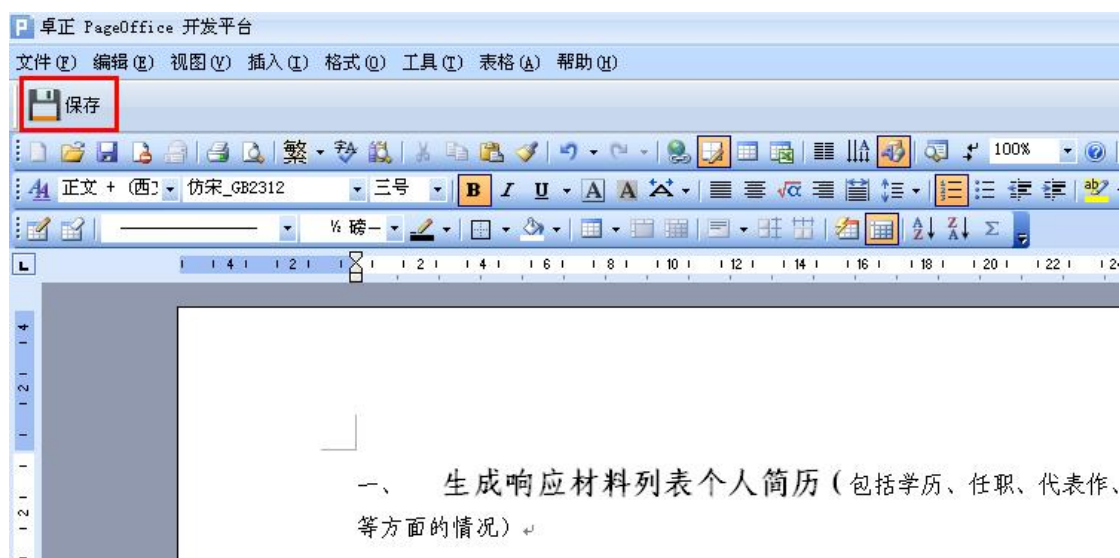 卓正 PageOffice 开发平台
文件(F) 编辑(E) 视图(V) 插入(I) 格式(O) 工具(T) 表格(A) 帮助(H)
保存
繁 100%
正文 + (西 仿宋_GB2312 三号 B I U A A
½ 磅
L 4 2 2 4 6 8 10 12 14 16 18 20 22 24
一、 生成响应材料列表个人简历(包括学历、任职、代表作、
等方面的情况)